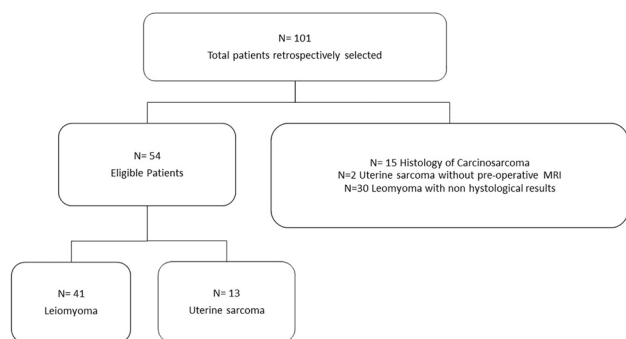 N= 101
Total patients retrospectively selected
N= 54
Eligible Patients
N= 15 Histology of Carcinosarcoma
N=2 Uterine sarcoma without pre-operative MRI
N=30 Leomyoma with non hystological results
N= 41
Leiomyoma
N= 13
Uterine sarcoma